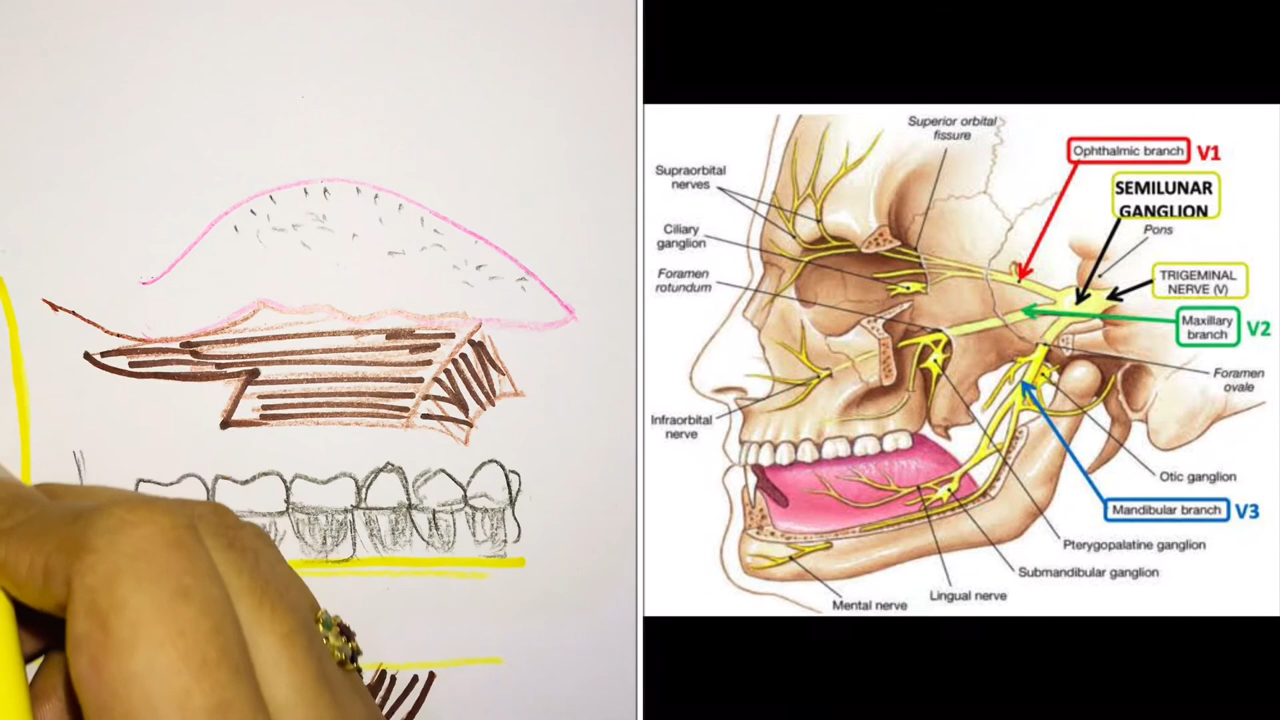 Superior orbital
fissure
Ophthalmic branch V1
Supraorbital
nerves
SEMILUNAR
GANGLION
Pons
Ciliary
ganglion
Foramen
rotundum
TRIGEMINAL
NERVE (V)
Maxillary
branch
V2
Foramen
ovale
Infraorbital
nerve
Otic ganglion
Mandibular branch V3
Pterygopalatine ganglion
Submandibular ganglion
Lingual nerve
Mental nerve